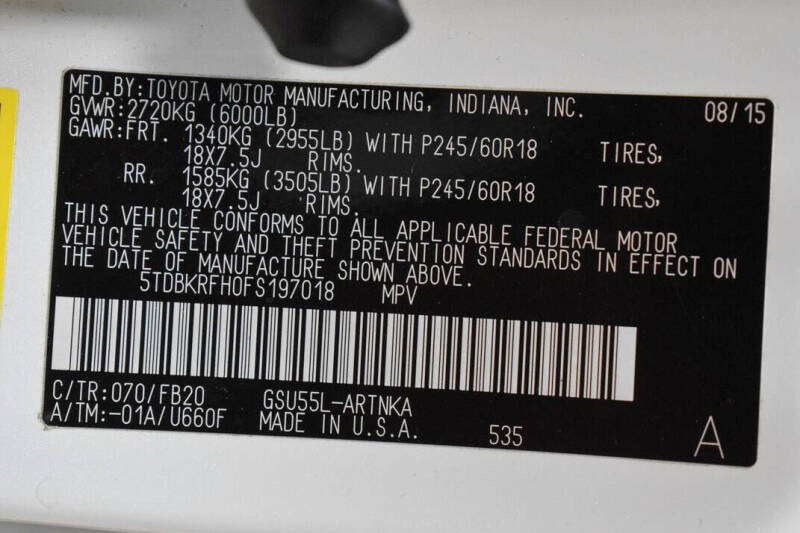 MFD.BY:TOYOTA MOTOR MANUFACTURING, INDIANA, INC. 08/15
GVWR:2720KG (6000LB)
GAWR:FRT. 1340KG (2955LB) WITH P245/60R18 TIRES,
18X7.5J RIMS.
RR. 1585KG (3505LB) WITH P245/60R18 TIRES,
18X7.5J RIMS.
THIS VEHICLE CONFORMS TO ALL APPLICABLE FEDERAL MOTOR
VEHICLE SAFETY AND THEFT PREVENTION STANDARDS IN EFFECT ON
THE DATE OF MANUFACTURE SHOWN ABOVE.
5TDBKRFH0FS197018 MPV
C/TR:070/FB20 GSU55L-ARTNKA
A/TM:-01A/U660F MADE IN U.S.A. 535 A